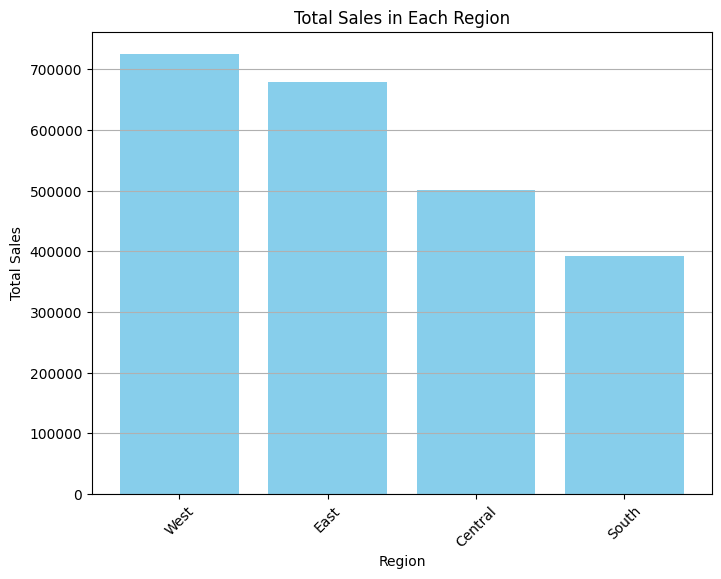 Total Sales in Each Region
Total Sales
700000
600000
500000
400000
300000
200000
100000
0
West
East
Central
South
Region